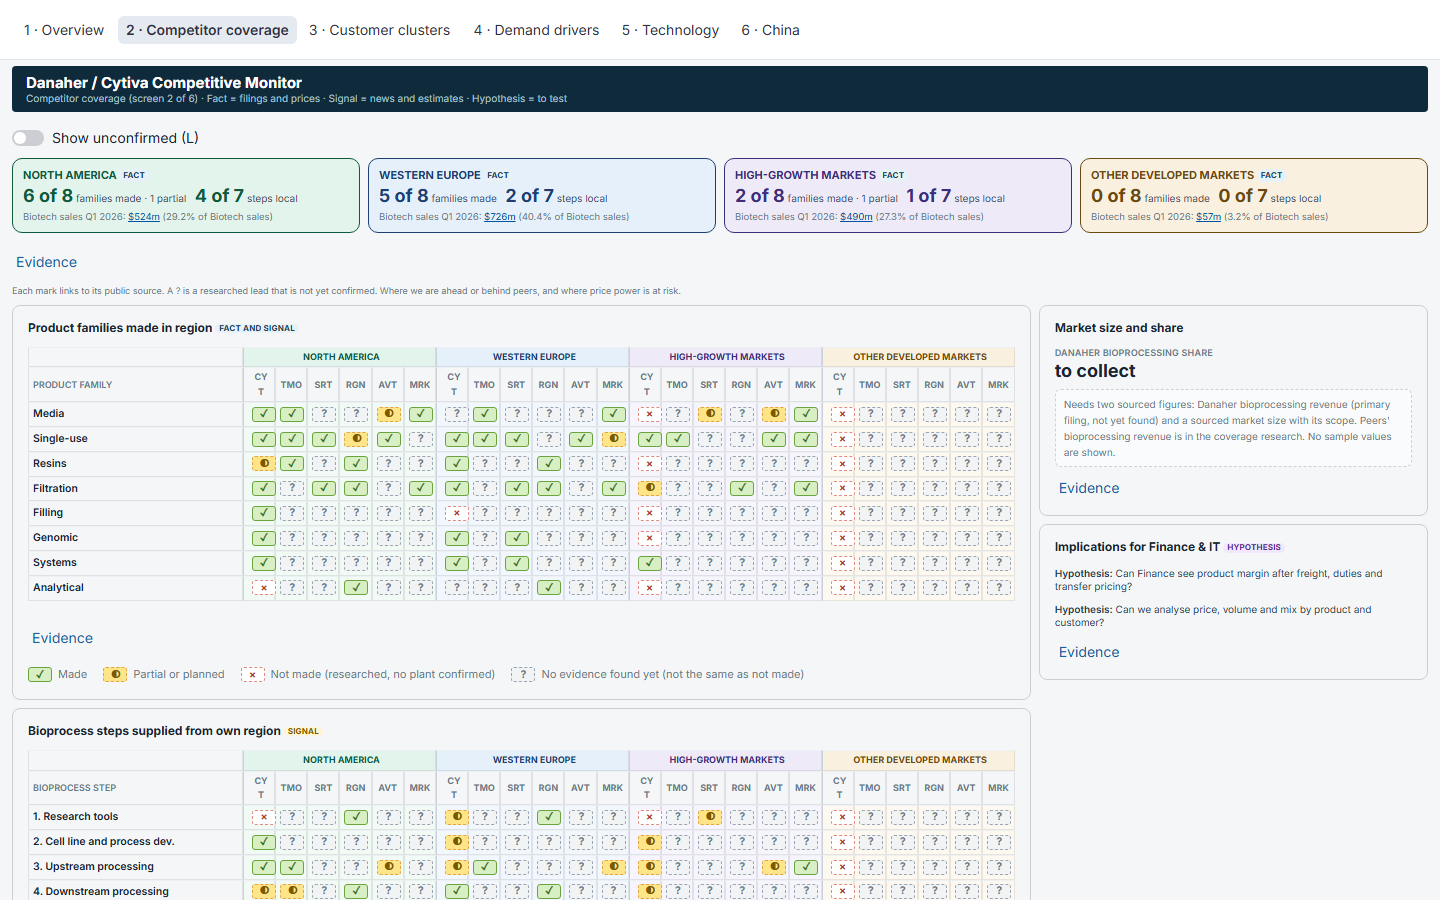 1 · Overview 2 · Competitor coverage 3 · Customer clusters 4 · Demand drivers 5 · Technology 6 · China
Danaher / Cytiva Competitive Monitor
Competitor coverage (screen 2 of 6) · Fact = filings and prices · Signal = news and estimates · Hypothesis = to test
Show unconfirmed (L)
NORTH AMERICA FACT
6 of 8 families made · 1 partial 4 of 7 steps local
Biotech sales Q1 2026: $524m (29.2% of Biotech sales)
WESTERN EUROPE FACT
5 of 8 families made 2 of 7 steps local
Biotech sales Q1 2026: $726m (40.4% of Biotech sales)
HIGH-GROWTH MARKETS FACT
2 of 8 families made · 1 partial 1 of 7 steps local
Biotech sales Q1 2026: $490m (27.3% of Biotech sales)
OTHER DEVELOPED MARKETS FACT
0 of 8 families made 0 of 7 steps local
Biotech sales Q1 2026: $57m (3.2% of Biotech sales)
Evidence
Each mark links to its public source. A ? is a researched lead that is not yet confirmed. Where we are ahead or behind peers, and where price power is at risk.
Product families made in region FACT AND SIGNAL
NORTH AMERICA WESTERN EUROPE HIGH-GROWTH MARKETS OTHER DEVELOPED MARKETS
PRODUCT FAMILY CYT TMO SRT RGN AVT MRK CYT TMO SRT RGN AVT MRK CYT TMO SRT RGN AVT MRK CYT TMO SRT RGN AVT MRK
Media ✓ ✓ ? ? ◐ ✓ ? ✓ ? ? ? ✓ × ? ◐ ? ◐ ✓ × ? ? ? ? ?
Single-use ✓ ✓ ✓ ◐ ✓ ? ✓ ✓ ✓ ? ✓ ◐ ✓ ✓ ? ? ✓ ✓ × ? ? ? ? ?
Resins ◐ ✓ ? ✓ ? ? ✓ ? ? ✓ ? ? × ? ? ? ? ? × ? ? ? ? ?
Filtration ✓ ? ✓ ✓ ? ✓ ✓ ? ✓ ✓ ? ✓ ◐ ? ? ✓ ? ✓ × ? ? ? ? ?
Filling ✓ ? ? ? ? ? × ? ? ? ? ? × ? ? ? ? ? × ? ? ? ? ?
Genomic ✓ ? ? ? ? ? ✓ ? ✓ ? ? ? × ? ? ? ? ? × ? ? ? ? ?
Systems ✓ ? ? ? ? ? ✓ ? ✓ ? ? ? ✓ ? ? ? ? ? × ? ? ? ? ?
Analytical × ? ? ✓ ? ? ? ? ? ✓ ? ? × ? ? ? ? ? × ? ? ? ? ?
Evidence
✓ Made ◐ Partial or planned × Not made (researched, no plant confirmed) ? No evidence found yet (not the same as not made)
Market size and share
DANAHER BIOPROCESSING SHARE
to collect
Needs two sourced figures: Danaher bioprocessing revenue (primary
filing, not yet found) and a sourced market size with its scope. Peers'
bioprocessing revenue is in the coverage research. No sample values
are shown.
Evidence
Implications for Finance & IT HYPOTHESIS
Hypothesis: Can Finance see product margin after freight, duties and
transfer pricing?
Hypothesis: Can we analyse price, volume and mix by product and
customer?
Evidence
Bioprocess steps supplied from own region SIGNAL
NORTH AMERICA WESTERN EUROPE HIGH-GROWTH MARKETS OTHER DEVELOPED MARKETS
BIOPROCESS STEP CYT TMO SRT RGN AVT MRK CYT TMO SRT RGN AVT MRK CYT TMO SRT RGN AVT MRK CYT TMO SRT RGN AVT MRK
1. Research tools × ? ? ✓ ? ? ◐ ? ? ✓ ? ? × ? ◐ ? ? ? × ? ? ? ? ?
2. Cell line and process dev. ✓ ? ? ? ? ? ◐ ? ? ? ? ? ◐ ? ? ? ? ? × ? ? ? ? ?
3. Upstream processing ✓ ✓ ? ? ◐ ? ◐ ✓ ? ? ? ◐ ◐ ? ? ? ◐ ✓ × ? ? ? ? ?
4. Downstream processing ◐ ◐ ? ✓ ? ? ✓ ? ? ✓ ? ? ◐ ? ? ? ? ? × ? ? ? ? ?